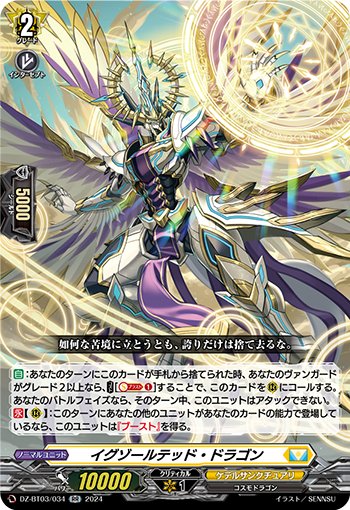 2
グレード
インターセプト
5000
シールド
如何な苦境に立とうとも、誇りだけは捨て去るな。
自:あなたのターンにこのカードが手札から捨てられた時、あなたのヴァンガード
がグレード2以上なら、[ブラスト 1]することで、このカードをRにコールする。
あなたのバトルフェイズなら、そのターン中、このユニットはアタックできない。
永【R】:このターンにあなたの他のユニットがあなたのカードの能力で登場して
いるなら、このユニットは『ブースト』を得る。
ノーマルユニット
イグゾールテッド・ドラゴン
パワー
10000
クリティカル
1
ケテルサンクチュアリ
コスモドラゴン
DZ-BT03/034 RR 2024
イラスト/SENNSU